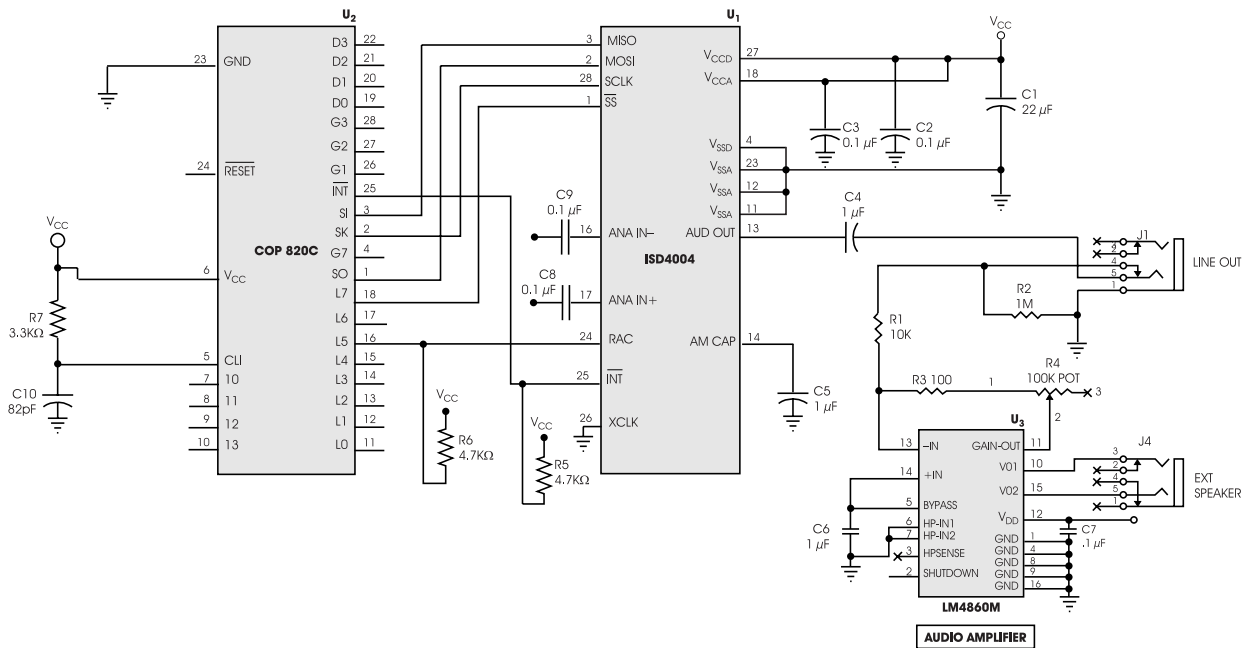 U2
COP 820C
23 GND
24 RESET
VCC
6 VCC
R7
3.3KΩ
5 CLI
C10
82pF
7 10
8 11
9 12
10 13
D3 22
D2 21
D1 20
D0 19
G3 28
G2 27
G1 26
INT 25
SI 3
SK 2
G7 4
SO 1
L7 18
L6 17
L5 16
L4 15
L3 14
L2 13
L1 12
L0 11
VCC
R6
4.7KΩ
VCC
R5
4.7KΩ
U1
ISD4004
3 MISO
2 MOSI
28 SCLK
1 SS
C9
0.1 µF
16 ANA IN–
C8
0.1 µF
17 ANA IN+
24 RAC
25 INT
26 XCLK
VCCD 27
VCCA 18
VSSD 4
VSSA 23
VSSA 12
VSSA 11
AUD OUT 13
AM CAP 14
VCC
C1
22 µF
C3
0.1 µF
C2
0.1 µF
C4
1 µF
C5
1 µF
J1
2
4
5
1
LINE OUT
R2
1M
R1
10K
R3 100
1
R4
100K POT
3
2
U3
13 –IN
14 +IN
5 BYPASS
6 HP-IN1
7 HP-IN2
3 HPSENSE
2 SHUTDOWN
GAIN-OUT 11
V01 10
V02 15
VDD 12
GND 1
GND 4
GND 8
GND 9
GND 16
C6
1 µF
C7
.1 µF
J4
3
2
4
5
1
EXT
SPEAKER
LM4860M
AUDIO AMPLIFIER